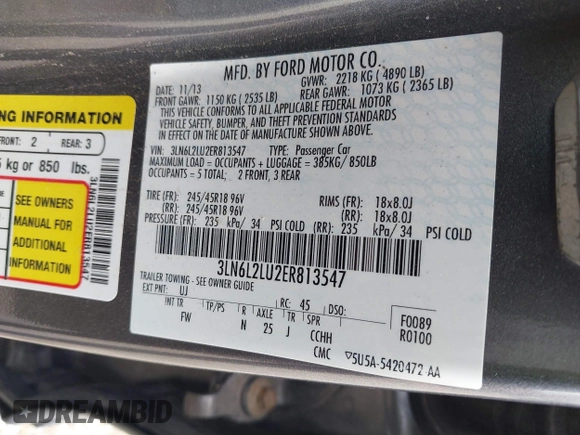 NG INFORMATION
FRONT: 2 REAR: 3
5 kg or 850 lbs.
SEE OWNERS
MANUAL FOR
ADDITIONAL
INFORMATION
3LN6L2LU2ER813547
MFD. BY FORD MOTOR CO.
DATE: 11/13 GVWR: 2218 KG ( 4890 LB)
FRONT GAWR: 1150 KG ( 2535 LB) REAR GAWR: 1073 KG ( 2365 LB)
THIS VEHICLE CONFORMS TO ALL APPLICABLE FEDERAL MOTOR
VEHICLE SAFETY, BUMPER, AND THEFT PREVENTION STANDARDS IN
EFFECT ON THE DATE OF MANUFACTURE SHOWN ABOVE.
VIN: 3LN6L2LU2ER813547 TYPE: Passenger Car
MAXIMUM LOAD = OCCUPANTS + LUGGAGE = 385KG/ 850LB
OCCUPANTS = 5 TOTAL; 2 FRONT, 3 REAR
TIRE (FR): 245/45R18 96V RIMS (FR): 18x8.0J
(RR): 245/45R18 96V (RR): 18x8.0J
PRESSURE (FR): 235 kPa/ 34 PSI COLD (RR): 235 kPa/ 34 PSI COLD
3LN6L2LU2ER813547
TRAILER TOWING - SEE OWNER GUIDE
EXT PNT: UJ RC: 45 DSO:
INT TR TP/PS R AXLE TR SPR
FW N 25 J CCHH
CMC
F0089
R0100
▽5U5A-5420472 AA
DREAMBID